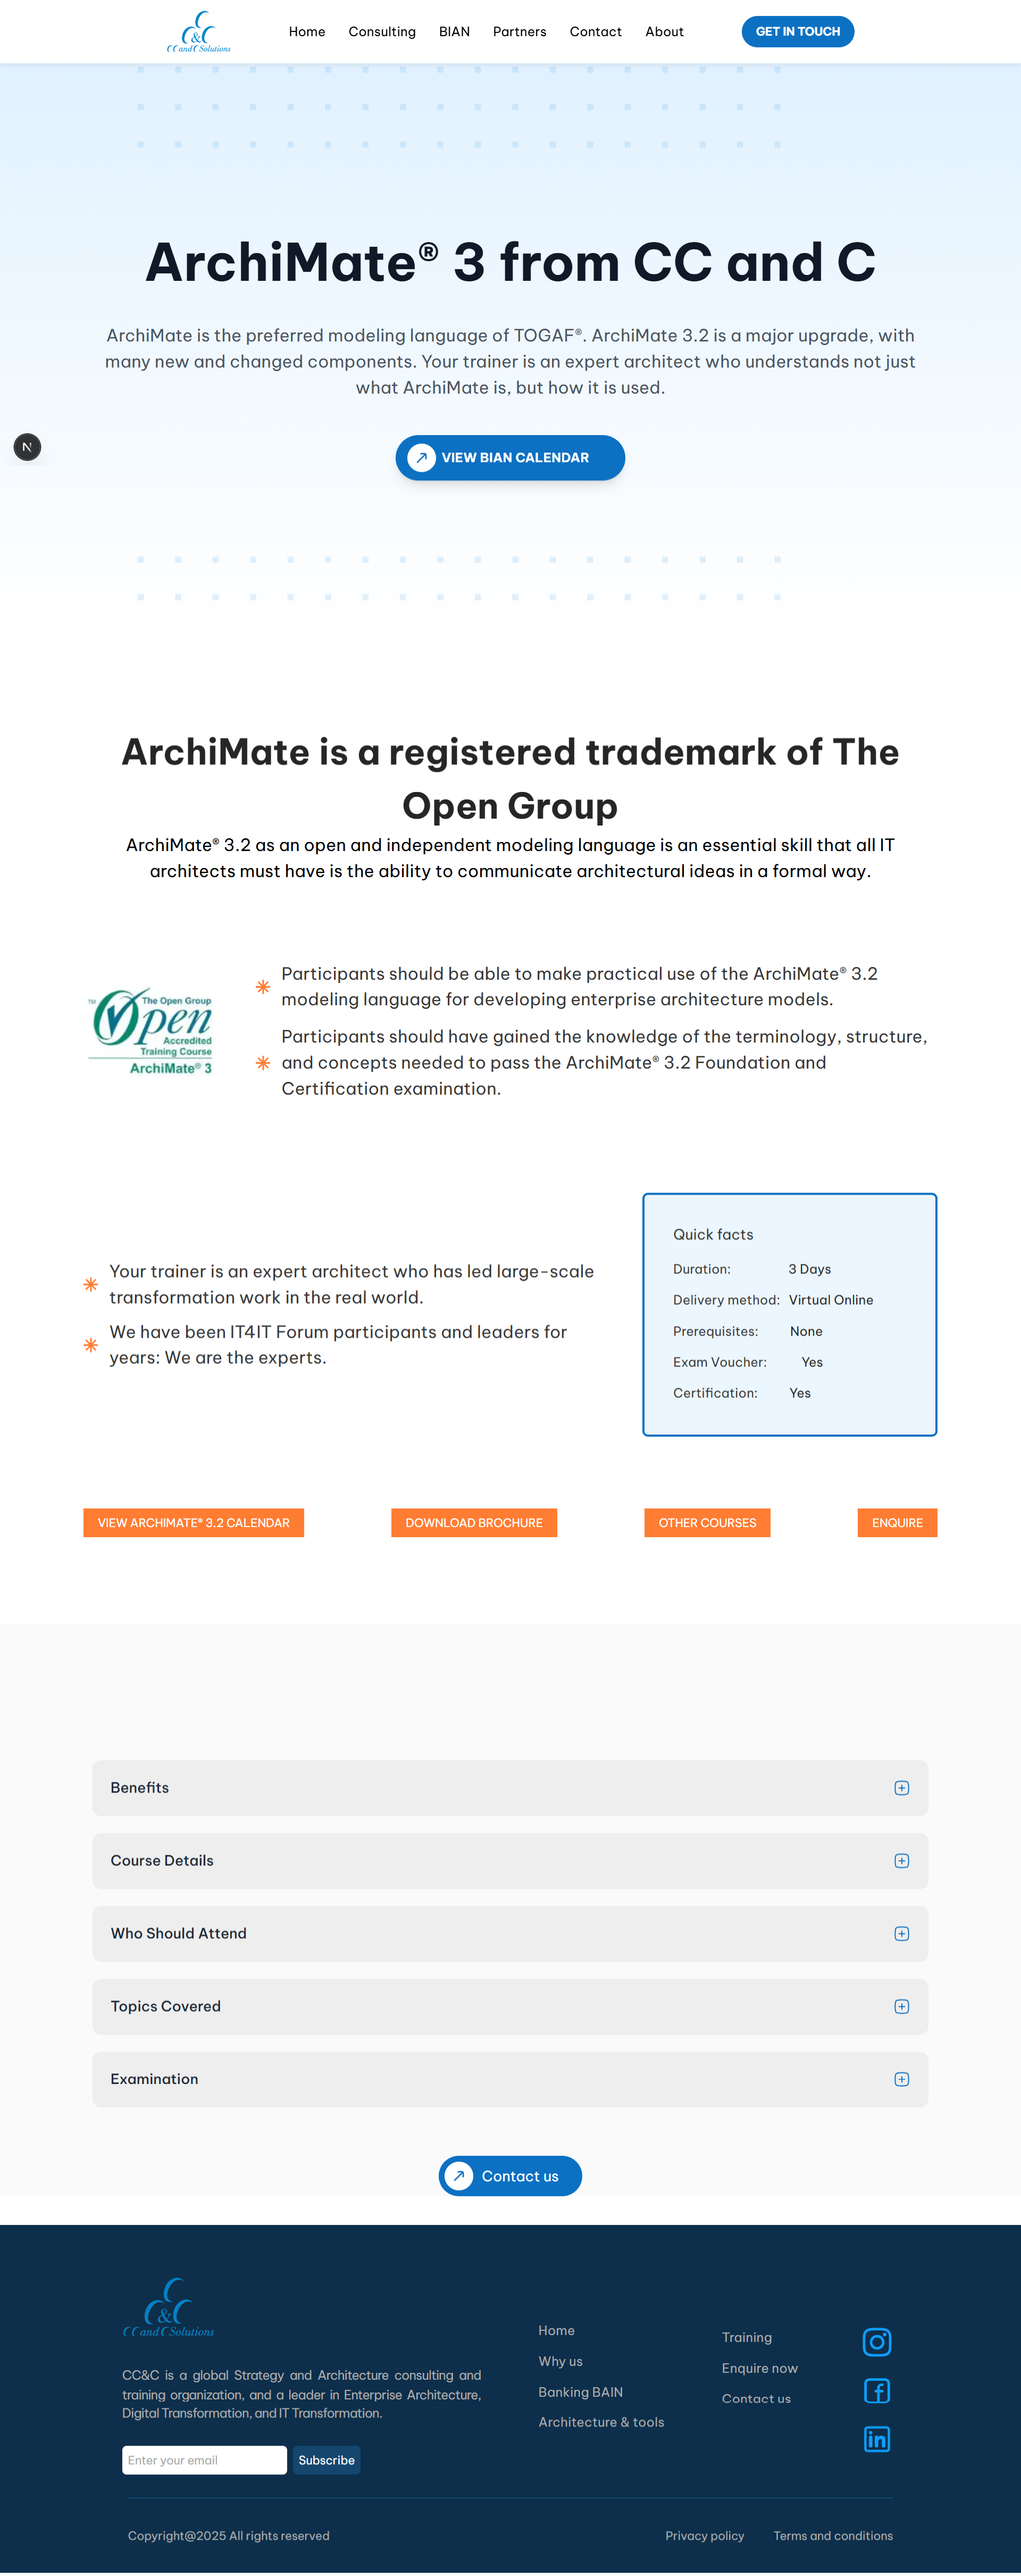 C&C
CC and C Solutions
Home
Consulting
BIAN
Partners
Contact
About
GET IN TOUCH
ArchiMate® 3 from CC and C
ArchiMate is the preferred modeling language of TOGAF®. ArchiMate 3.2 is a major upgrade, with
many new and changed components. Your trainer is an expert architect who understands not just
what ArchiMate is, but how it is used.
N
VIEW BIAN CALENDAR
ArchiMate is a registered trademark of The
Open Group
ArchiMate® 3.2 as an open and independent modeling language is an essential skill that all IT
architects must have is the ability to communicate architectural ideas in a formal way.
TM The Open Group
Open
Accredited
Training Course
ArchiMate® 3
Participants should be able to make practical use of the ArchiMate® 3.2
modeling language for developing enterprise architecture models.
Participants should have gained the knowledge of the terminology, structure,
and concepts needed to pass the ArchiMate® 3.2 Foundation and
Certification examination.
Your trainer is an expert architect who has led large-scale
transformation work in the real world.
We have been IT4IT Forum participants and leaders for
years: We are the experts.
Quick facts
Duration: 3 Days
Delivery method: Virtual Online
Prerequisites: None
Exam Voucher: Yes
Certification: Yes
VIEW ARCHIMATE® 3.2 CALENDAR
DOWNLOAD BROCHURE
OTHER COURSES
ENQUIRE
Benefits
Course Details
Who Should Attend
Topics Covered
Examination
Contact us
C&C
CC and C Solutions
CC&C is a global Strategy and Architecture consulting and
training organization, and a leader in Enterprise Architecture,
Digital Transformation, and IT Transformation.
Enter your email
Subscribe
Home
Why us
Banking BAIN
Architecture & tools
Training
Enquire now
Contact us
in
Copyright@2025 All rights reserved
Privacy policy
Terms and conditions